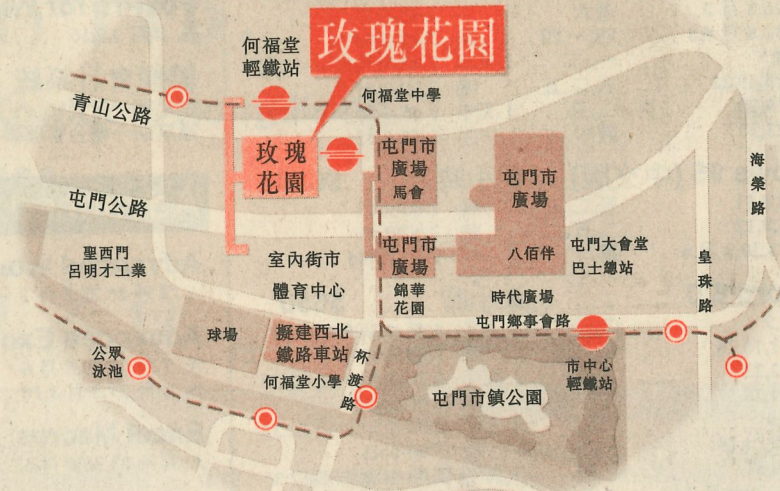 玫瑰花園
何福堂
輕鐵站
何福堂中學
青山公路
玫瑰
花園
屯門市
廣場
馬會
屯門市
廣場
海榮路
屯門公路
聖西門
呂明才工業
室內街市
體育中心
屯門市
廣場
錦華
花園
八佰伴
屯門大會堂
巴士總站
皇珠路
時代廣場
屯門鄉事會路
球場
擬建西北
鐵路車站
何福堂小學
杯渡路
公眾
泳池
屯門市鎮公園
市中心
輕鐵站